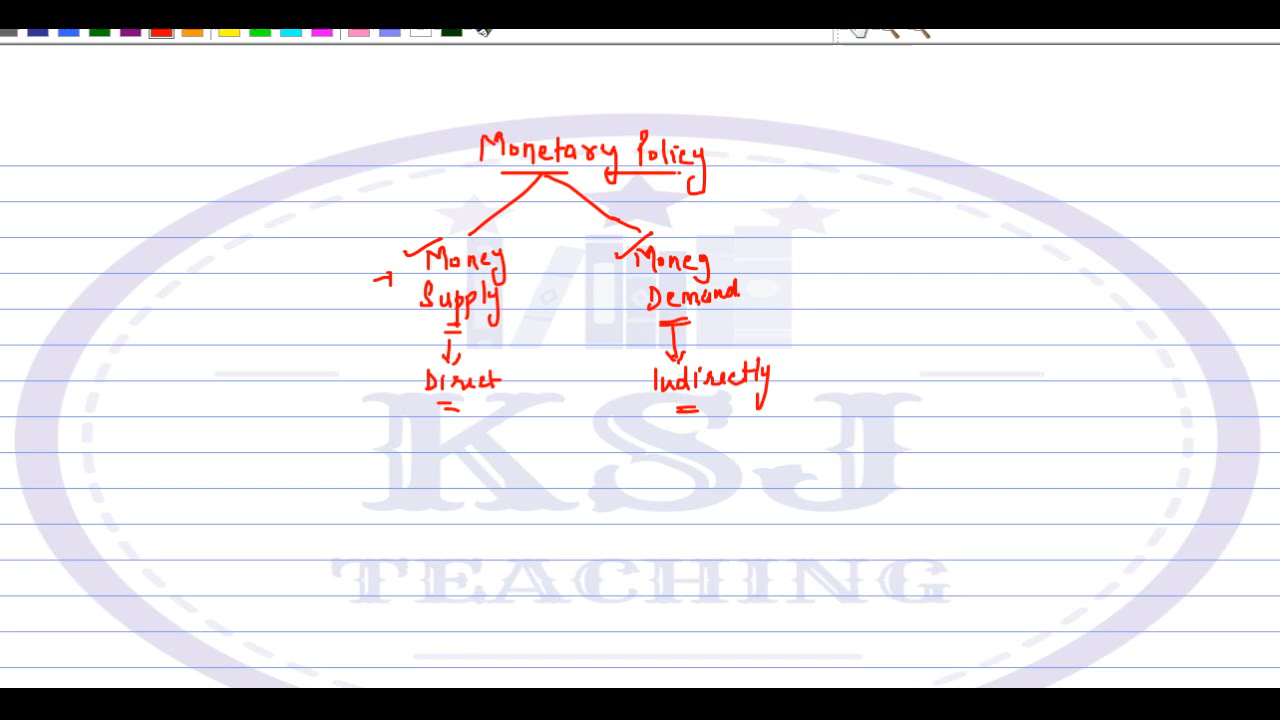 Monetary Policy
Money Money
Supply Demand
Direct Indirectly
KSJ
TEACHING